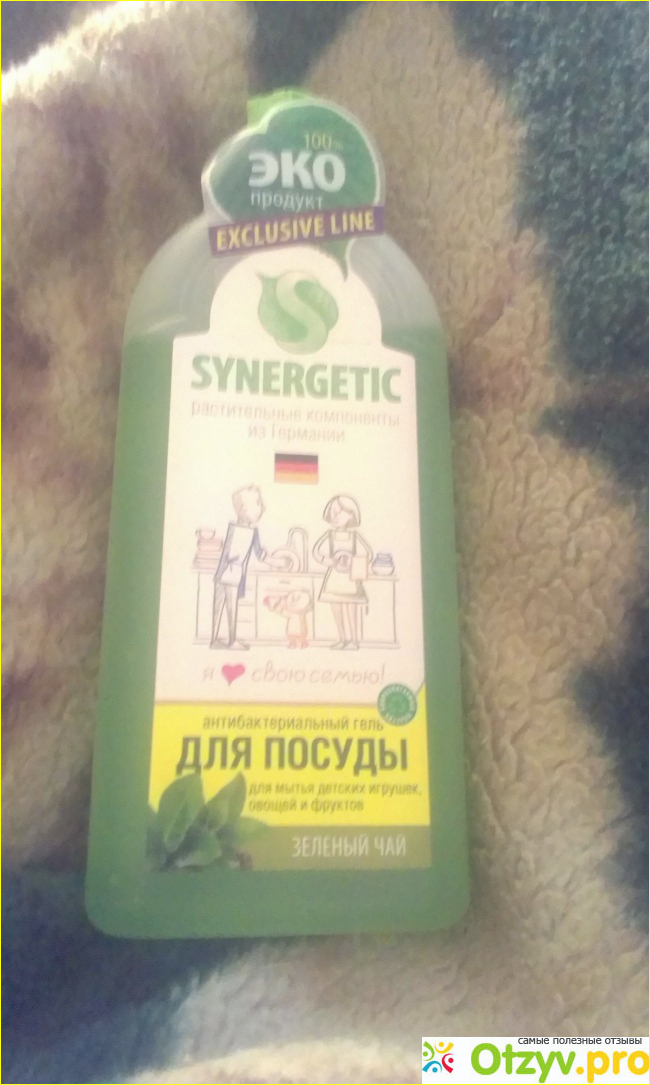 100%
ЭКО
продукт
EXCLUSIVE LINE
SYNERGETIC
растительные компоненты
из Германии
я свою семью!
антибактериальный гель
ДЛЯ ПОСУДЫ
для мытья детских игрушек,
овощей и фруктов
ЗЕЛЕНЫЙ ЧАЙ
самые полезные отзывы
Otzyv.pro